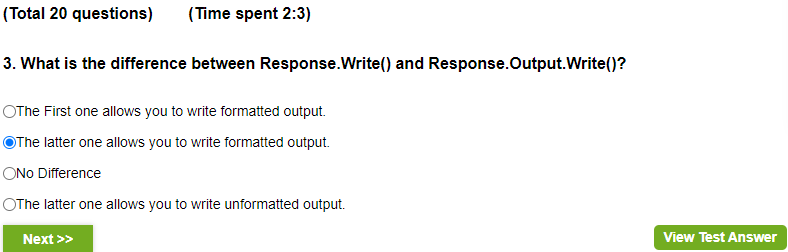 (Total 20 questions) (Time spent 2:3)
3. What is the difference between Response.Write() and Response.Output.Write()?
The First one allows you to write formatted output.
The latter one allows you to write formatted output.
No Difference
The latter one allows you to write unformatted output.
Next >> View Test Answer